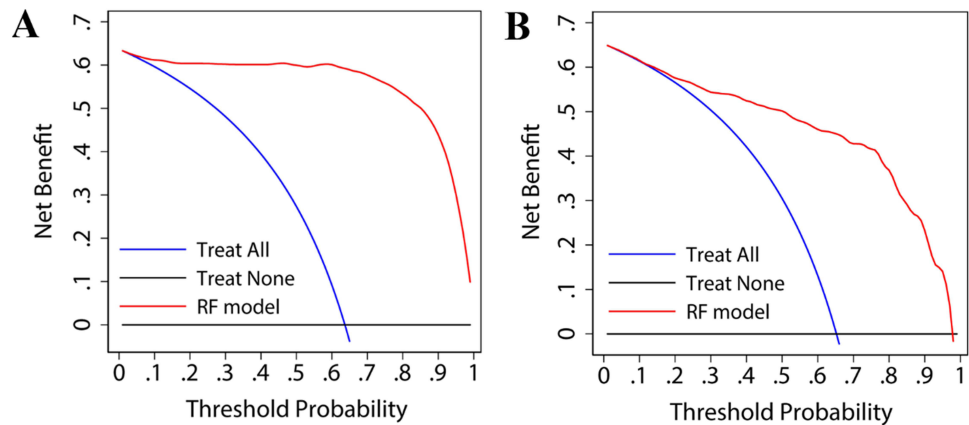 A
.7
.6
.5
.4
.3
.2
.1
0
Net Benefit
Treat All
Treat None
RF model
0 .1 .2 .3 .4 .5 .6 .7 .8 .9 1
Threshold Probability
B
.7
.6
.5
.4
.3
.2
.1
0
Net Benefit
Treat All
Treat None
RF model
0 .1 .2 .3 .4 .5 .6 .7 .8 .9 1
Threshold Probability